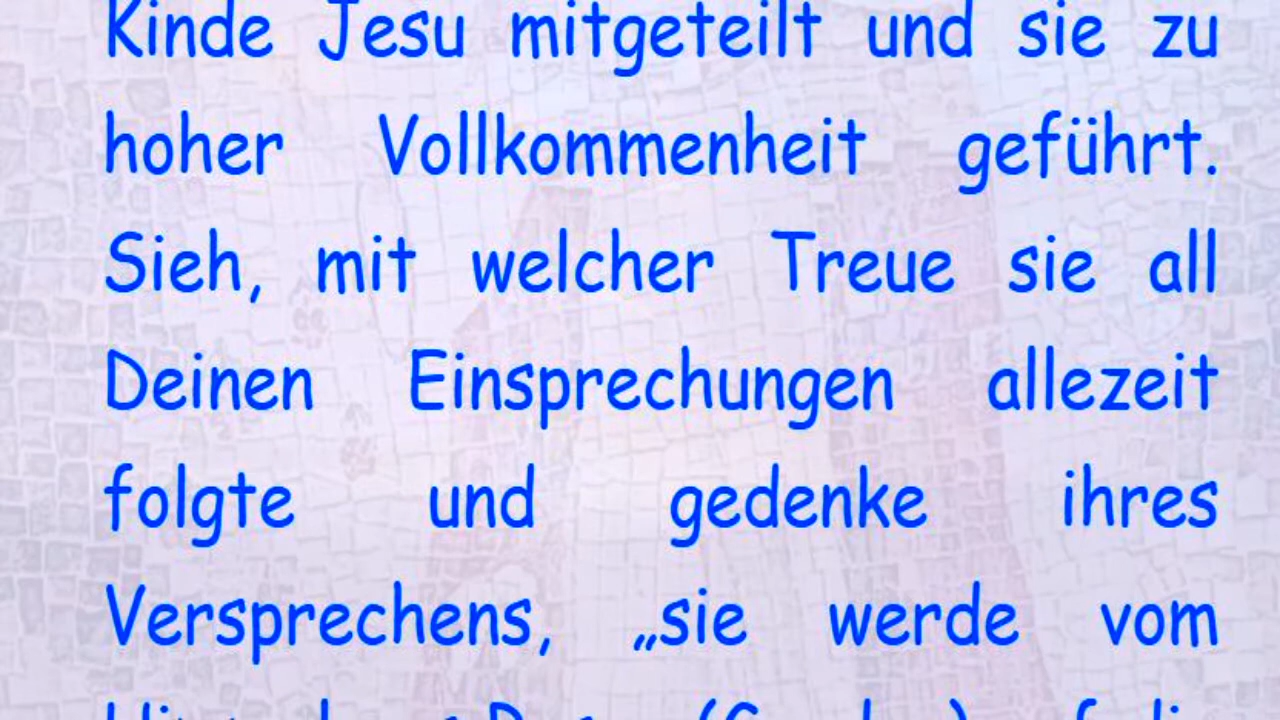 Kinde Jesu mitgeteilt und sie zu
hoher Vollkommenheit geführt.
Sieh, mit welcher Treue sie all
Deinen Einsprechungen allezeit
folgte und gedenke ihres
Versprechens, „sie werde vom